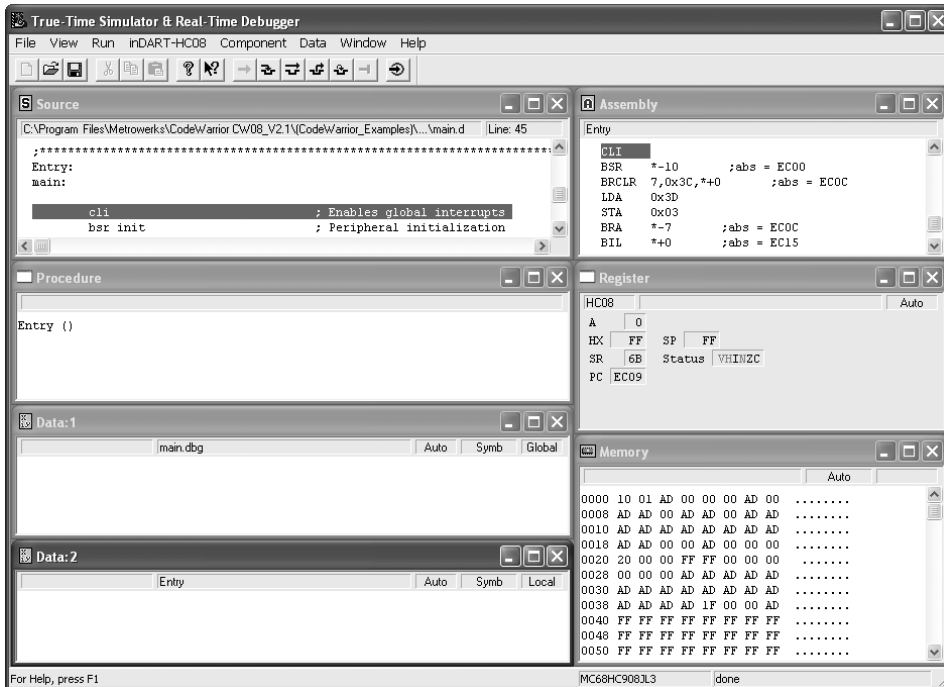 True-Time Simulator & Real-Time Debugger
File View Run inDART-HC08 Component Data Window Help
Source
C:\Program Files\Metrowerks\CodeWarrior CW08_V2.1\(CodeWarrior_Examples)\...\main.d Line: 45
;*****************************************************************************
Entry:
main:
cli ; Enables global interrupts
bsr init ; Peripheral initialization
Assembly
Entry
CLI
BSR *-10 ;abs = EC00
BRCLR 7,0x3C,*+0 ;abs = EC0C
LDA 0x3D
STA 0x03
BRA *-7 ;abs = EC0C
BIL *+0 ;abs = EC15
Procedure
Entry ()
Register
HC08 Auto
A 0
HX FF SP FF
SR 6B Status VHINZC
PC EC09
Data:1
main.dbg Auto Symb Global
Memory
Auto
0000 10 01 AD 00 00 00 AD 00 ........
0008 AD AD 00 AD AD 00 AD AD ........
0010 AD AD AD AD AD AD AD AD ........
0018 AD AD 00 00 AD 00 00 00 ........
0020 20 00 00 FF FF 00 00 00 .......
0028 00 00 00 AD AD AD AD AD ........
0030 AD AD AD AD AD AD AD AD ........
0038 AD AD AD AD 1F 00 00 AD ........
0040 FF FF FF FF FF FF FF FF ........
0048 FF FF FF FF FF FF FF FF ........
0050 FF FF FF FF FF FF FF FF ........
Data:2
Entry Auto Symb Local
For Help, press F1 MC68HC908JL3 done